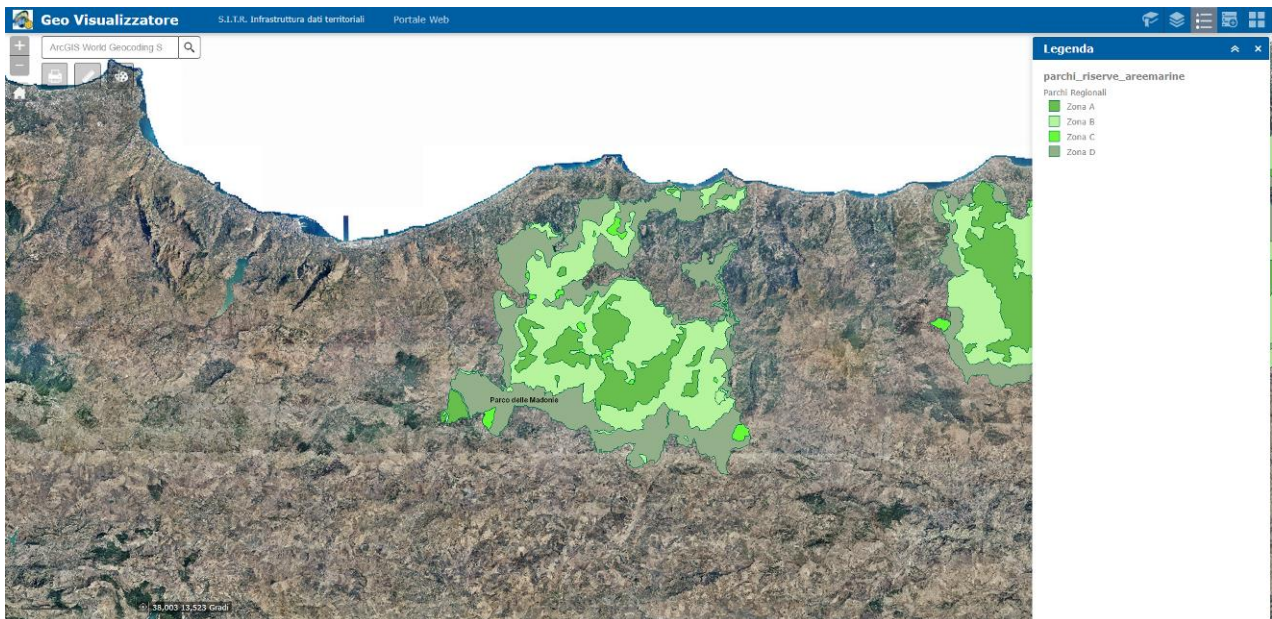 Geo Visualizzatore
S.I.T.R. Infrastruttura dati territoriali
Portale Web
ArcGIS World Geocoding S
Legenda
parchi_riserve_areemarine
Parchi Regionali
Zona A
Zona B
Zona C
Zona D
Parco delle Madonie
38,003 13,523 Gradi